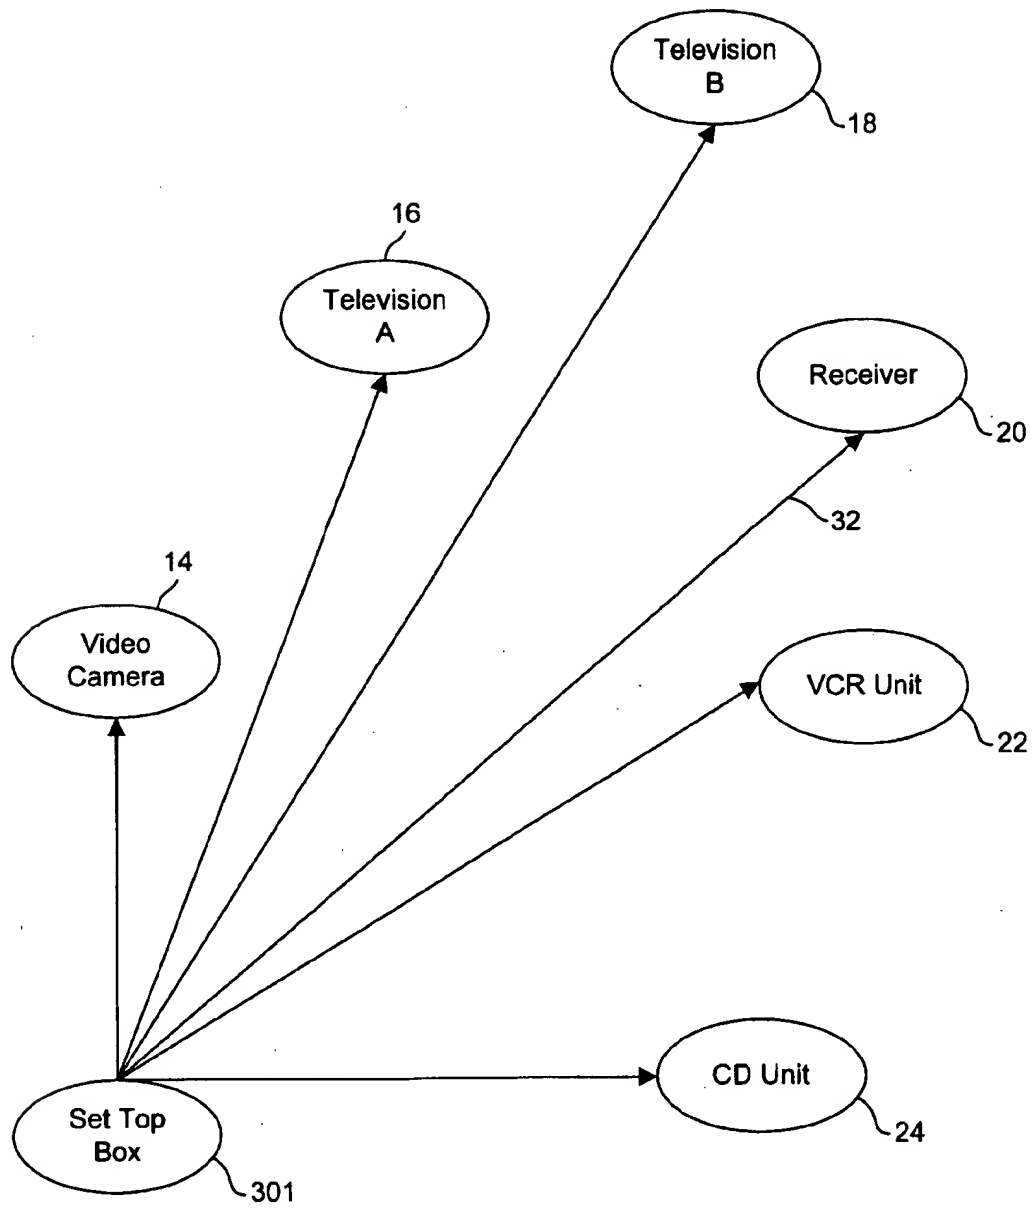 Television
B
18
16
Television
A
Receiver
20
32
14
Video
Camera
VCR Unit
22
CD Unit
24
Set Top
Box
301